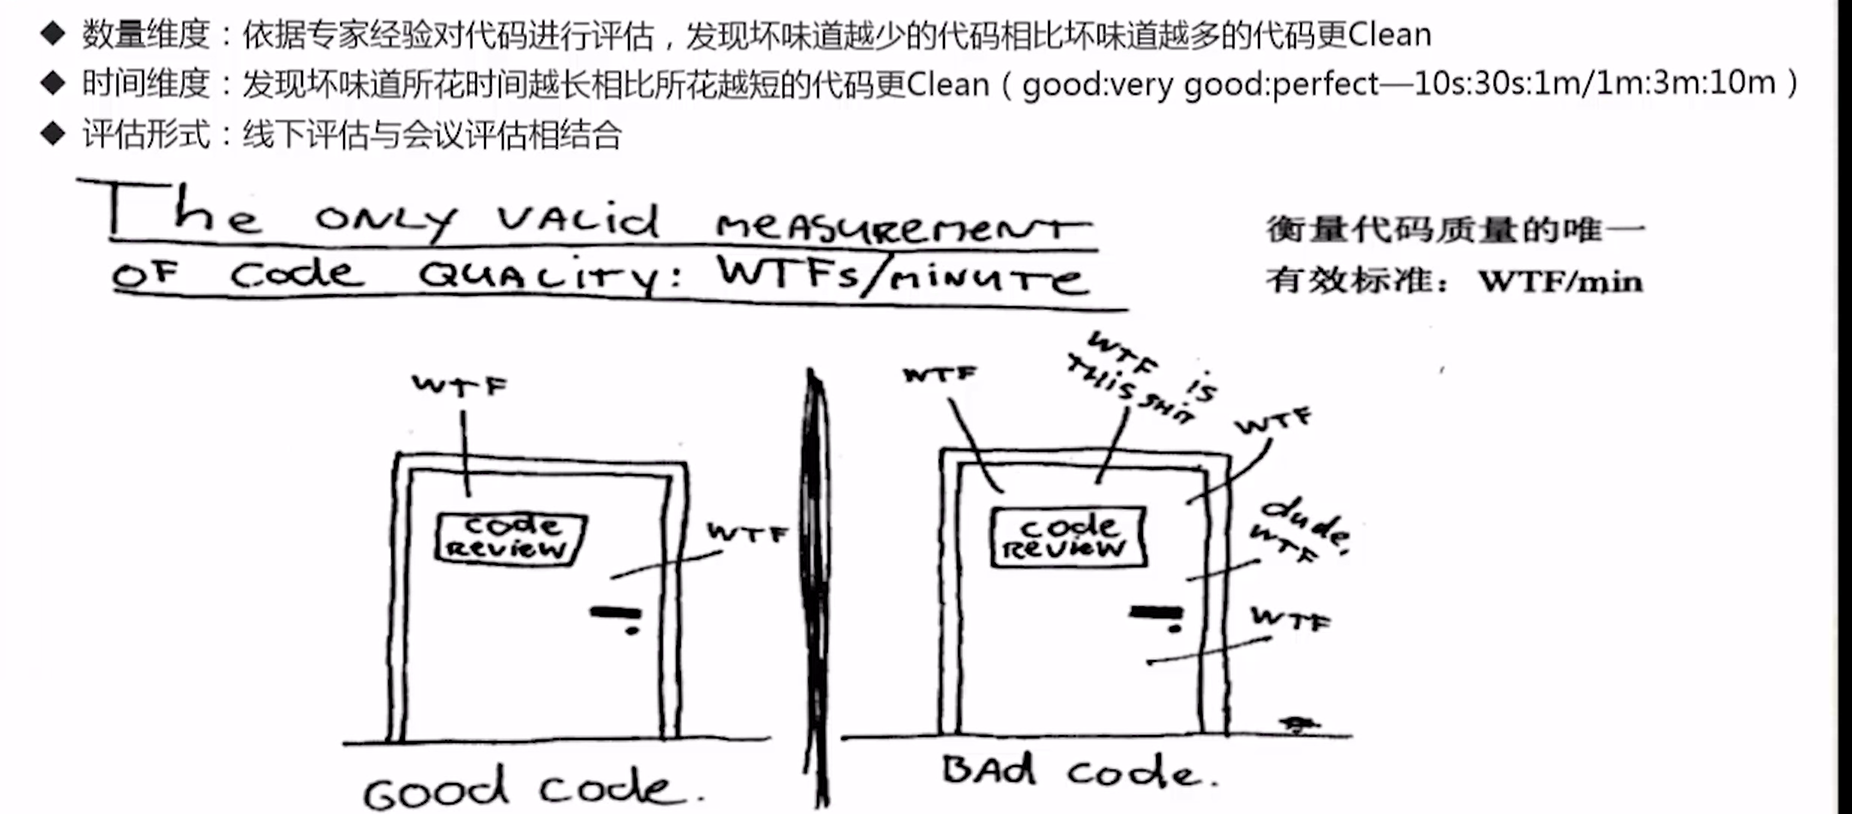 ◆ 数量维度：依据专家经验对代码进行评估，发现坏味道越少的代码相比坏味道越多的代码更Clean
◆ 时间维度：发现坏味道所花时间越长相比所花越短的代码更Clean（good:very good:perfect—10s:30s:1m/1m:3m:10m）
◆ 评估形式：线下评估与会议评估相结合
The ONLY VALid MEASUREMENT
OF code QUALITY: WTFs/MINUTE
衡量代码质量的唯一
有效标准：WTF/min
WTF
code
REVIEW
WTF
GOOD code.
WTF
WTF is
THIS SHIT
WTF
code
REVIEW
dude,
WTF
WTF
BAd code.